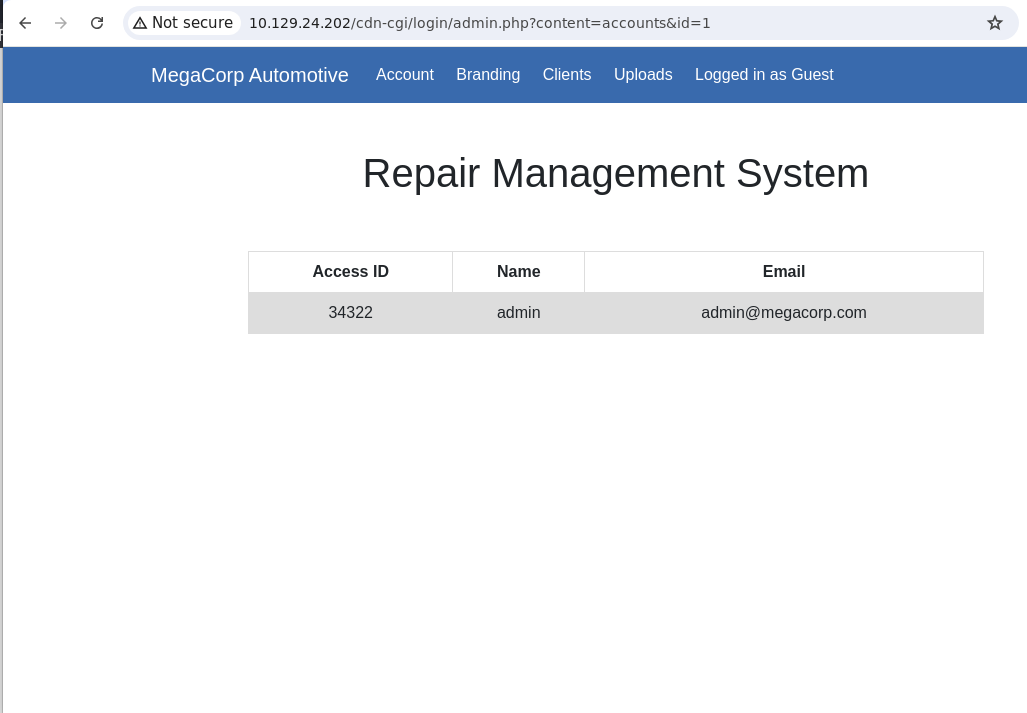 Not secure 10.129.24.202/cdn-cgi/login/admin.php?content=accounts&id=1
MegaCorp Automotive Account Branding Clients Uploads Logged in as Guest
Repair Management System
Access ID Name Email
34322 admin admin@megacorp.com